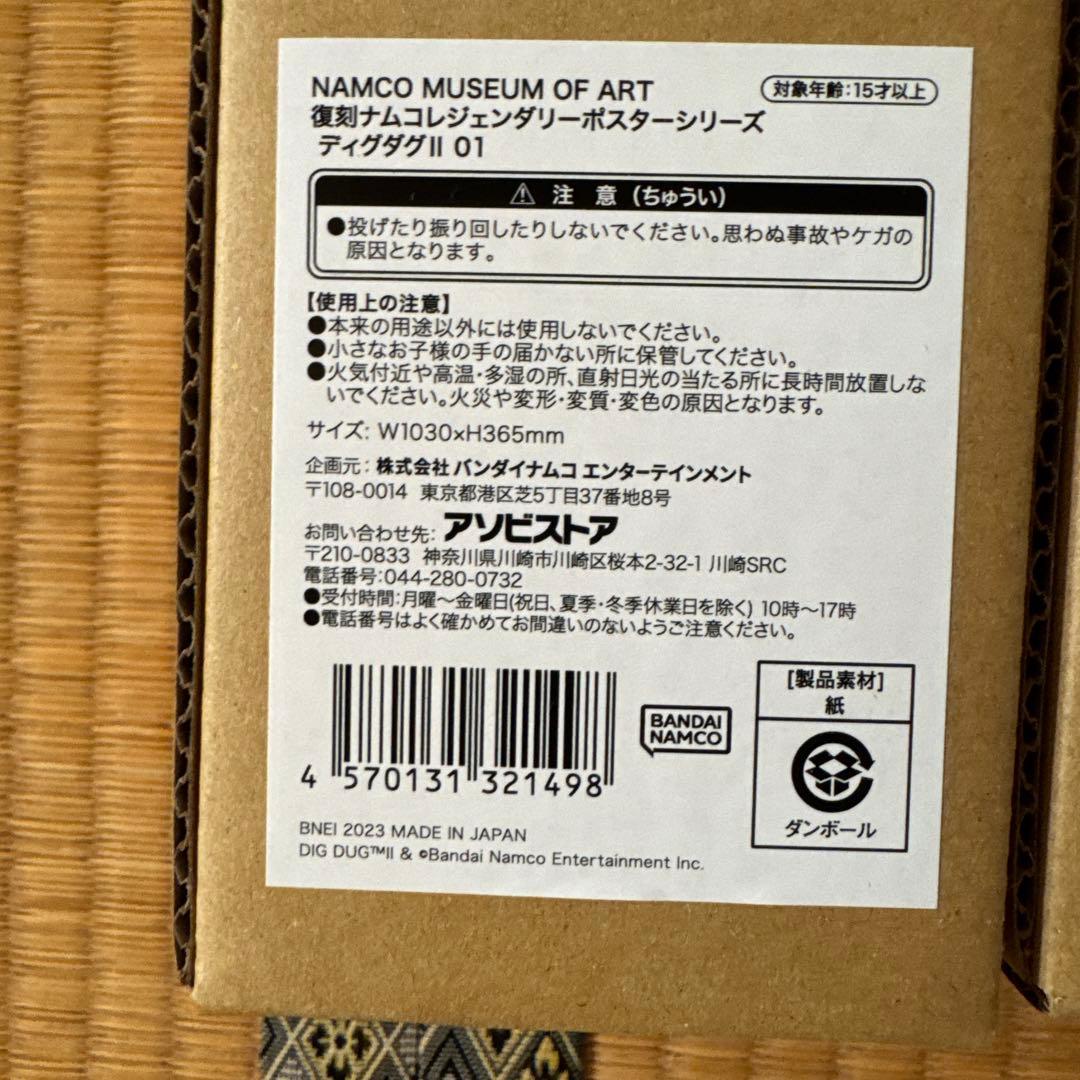 NAMCO MUSEUM OF ART
対象年齢:15才以上
復刻ナムコレジェンダリーポスターシリーズ
ディグダグⅡ 01
⚠ 注 意 (ちゅうい)
●投げたり振り回したりしないでください。思わぬ事故やケガの
原因となります。
【使用上の注意】
●本来の用途以外には使用しないでください。
●小さなお子様の手の届かない所に保管してください。
●火気付近や高温・多湿の所、直射日光の当たる所に長時間放置しな
いでください。火災や変形・変質・変色の原因となります。
サイズ: W1030×H365mm
企画元: 株式会社 バンダイナムコ エンターテインメント
〒108-0014 東京都港区芝5丁目37番地8号
お問い合わせ先: アソビストア
〒210-0833 神奈川県川崎市川崎区桜本2-32-1 川崎SRC
電話番号:044-280-0732
●受付時間:月曜～金曜日(祝日、夏季・冬季休業日を除く) 10時～17時
●電話番号はよく確かめてお間違いのないようご注意ください。
4 570131 321498
BANDAI
NAMCO
[製品素材]
紙
ダンボール
BNEI 2023 MADE IN JAPAN
DIG DUG™II & ©Bandai Namco Entertainment Inc.